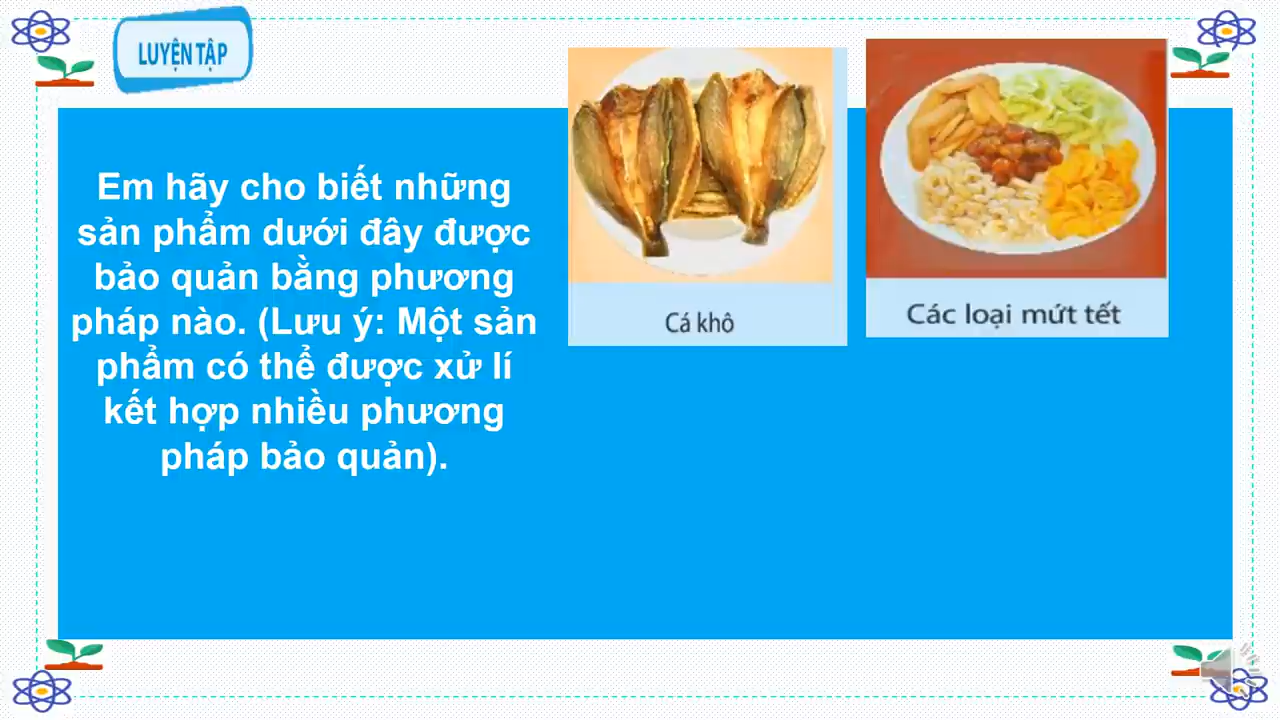 LUYỆN TẬP
Em hãy cho biết những
sản phẩm dưới đây được
bảo quản bằng phương
pháp nào. (Lưu ý: Một sản
phẩm có thể được xử lí
kết hợp nhiều phương
pháp bảo quản).
Cá khô
Các loại mứt tết